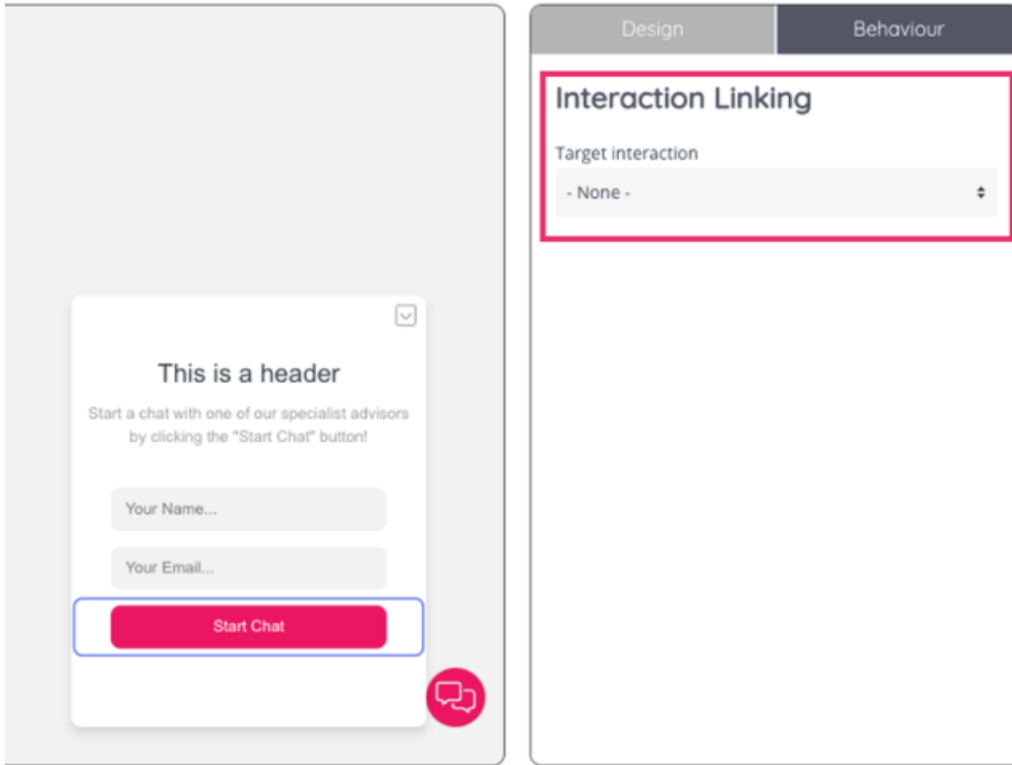 Design
Behaviour
Interaction Linking
Target interaction
- None -
This is a header
Start a chat with one of our specialist advisors
by clicking the "Start Chat" button!
Your Name...
Your Email...
Start Chat